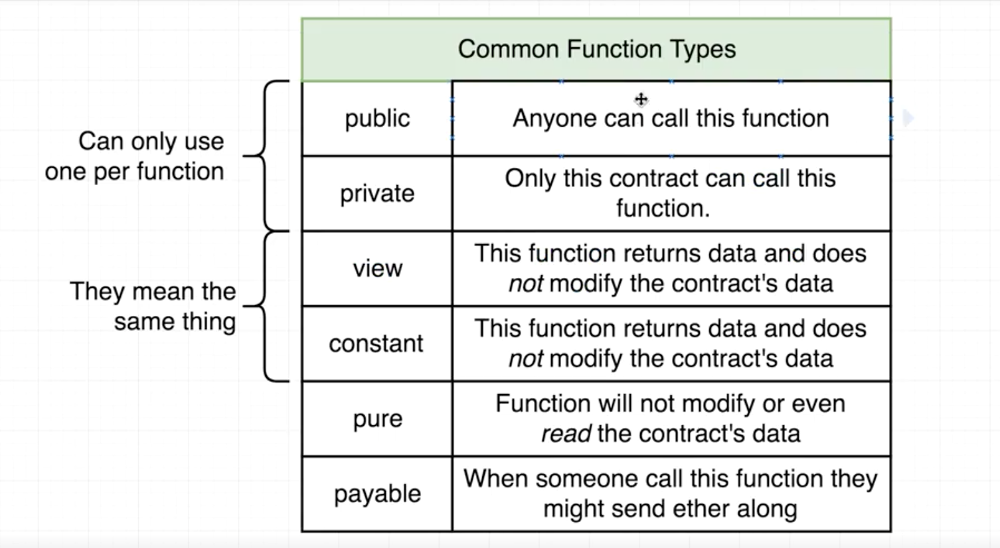 Common Function Types
Can only use
one per function
public
Anyone can call this function
private
Only this contract can call this
function.
They mean the
same thing
view
This function returns data and does
not modify the contract's data
constant
This function returns data and does
not modify the contract's data
pure
Function will not modify or even
read the contract's data
payable
When someone call this function they
might send ether along